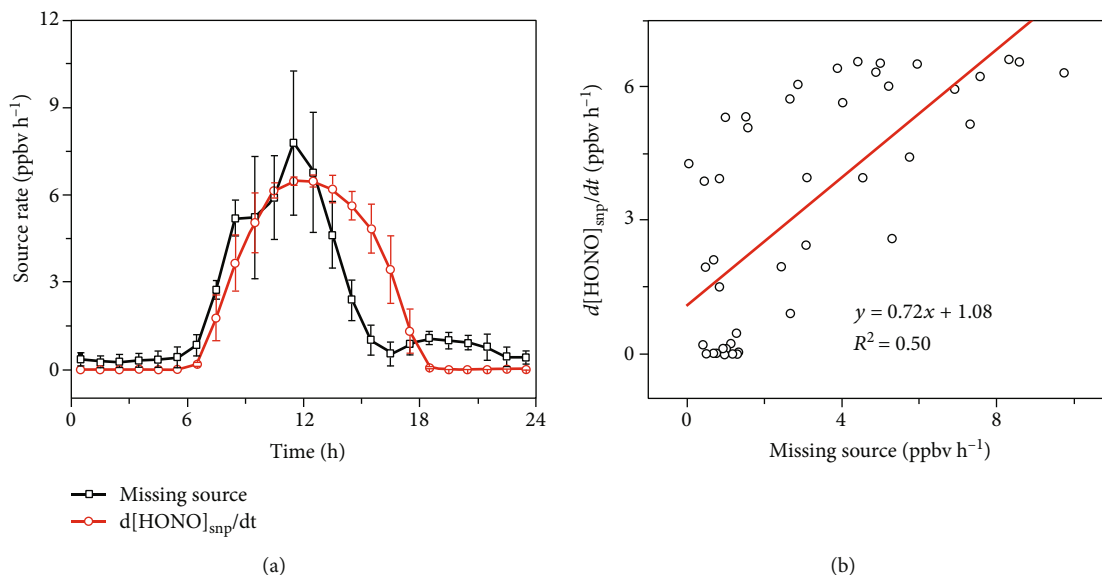 12
9
6
3
0
Source rate (ppbv h⁻¹)
0 6 12 18 24
Time (h)
Missing source
d[HONO]snp/dt
(a)
6
3
0
d[HONO]snp/dt (ppbv h⁻¹)
y = 0.72x + 1.08
R² = 0.50
0 4 8
Missing source (ppbv h⁻¹)
(b)